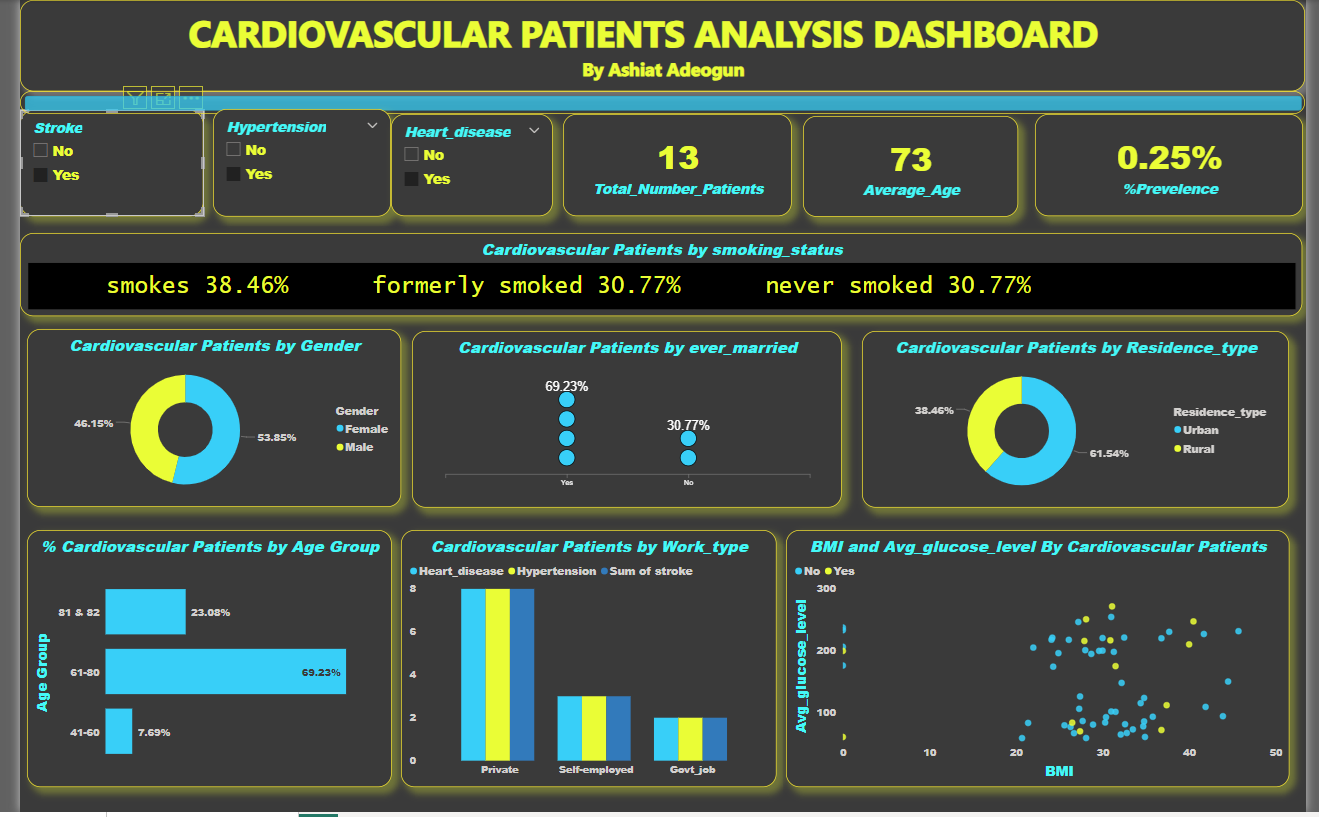 CARDIOVASCULAR PATIENTS ANALYSIS DASHBOARD
By Ashiat Adeogun
Stroke
No
Yes
Hypertension
No
Yes
Heart_disease
No
Yes
13
Total_Number_Patients
73
Average_Age
0.25%
%Prevelence
Cardiovascular Patients by smoking_status
smokes 38.46% formerly smoked 30.77% never smoked 30.77%
Cardiovascular Patients by Gender
46.15%
53.85%
Gender
Female
Male
Cardiovascular Patients by ever_married
69.23%
30.77%
Yes
No
Cardiovascular Patients by Residence_type
38.46%
61.54%
Residence_type
Urban
Rural
% Cardiovascular Patients by Age Group
Age Group
81 & 82
23.08%
61-80
69.23%
41-60
7.69%
Cardiovascular Patients by Work_type
Heart_disease Hypertension Sum of stroke
8
6
4
2
0
Private Self-employed Govt_job
BMI and Avg_glucose_level By Cardiovascular Patients
No Yes
Avg_glucose_level
300
200
100
0 10 20 30 40 50
BMI